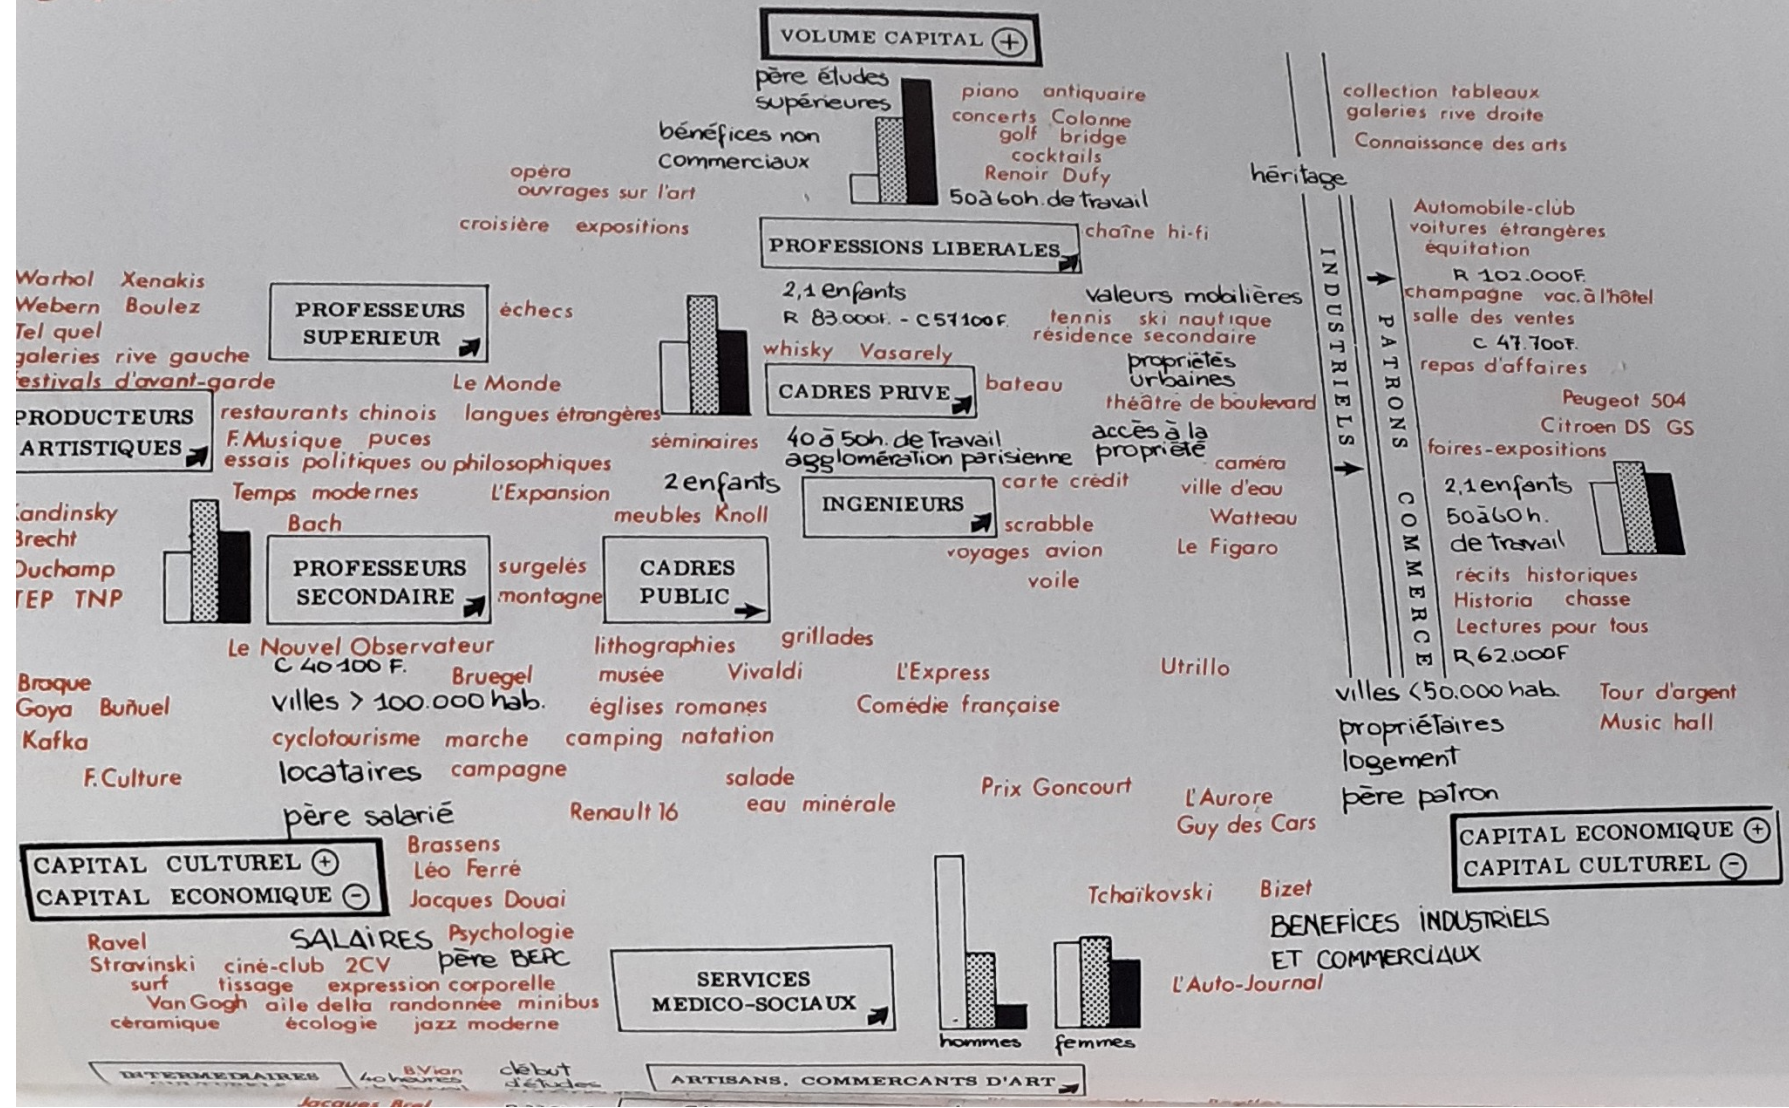 VOLUME CAPITAL +
père études
supérieures
bénéfices non
commerciaux
piano antiquaire
concerts Colonne
golf bridge
cocktails
Renoir Dufy
50 à 60h. de travail
opéra
ouvrages sur l'art
croisière expositions
collection tableaux
galeries rive droite
Connaissance des arts
héritage
PROFESSIONS LIBERALES
chaîne hi-fi
Automobile-club
voitures étrangères
équitation
R 102.000F.
champagne vac. à l'hôtel
salle des ventes
C 47.700F.
repas d'affaires
INDUSTRIELS
PATRONS COMMERCE
Warhol Xenakis
Webern Boulez
Tel quel
galeries rive gauche
festivals d'avant-garde
PROFESSEURS
SUPERIEUR
échecs
2,1 enfants
R 83.000F. - C 57100F.
valeurs mobilières
tennis ski nautique
résidence secondaire
whisky Vasarely
propriétés
urbaines
Le Monde
CADRES PRIVE
bateau
théâtre de boulevard
Peugeot 504
Citroen DS GS
foires-expositions
PRODUCTEURS
ARTISTIQUES
restaurants chinois langues étrangères
F.Musique puces
essais politiques ou philosophiques
séminaires
40 à 50h. de travail
agglomération parisienne
accès à la
propriété
caméra
Temps modernes L'Expansion
2 enfants
meubles Knoll
INGENIEURS
carte crédit
ville d'eau
scrabble
Watteau
voyages avion
Le Figaro
voile
2,1 enfants
50 à 60 h.
de travail
récits historiques
Historia chasse
Lectures pour tous
R 62.000F
Kandinsky
Brecht
Duchamp
TEP TNP
Bach
PROFESSEURS
SECONDAIRE
surgelés
montagne
CADRES
PUBLIC
Le Nouvel Observateur
C 40100 F.
lithographies
grillades
Bruegel
musée Vivaldi
L'Express
Utrillo
Braque
Goya Buñuel
Kafka
villes > 100.000 hab.
églises romanes
Comédie française
villes < 50.000 hab.
Tour d'argent
Music hall
cyclotourisme marche camping natation
propriétaires
logement
F.Culture
locataires
campagne
salade
eau minérale
Prix Goncourt
père patron
père salarié
Renault 16
L'Aurore
Guy des Cars
CAPITAL ECONOMIQUE +
CAPITAL CULTUREL −
CAPITAL CULTUREL +
CAPITAL ECONOMIQUE −
Brassens
Léo Ferré
Jacques Douai
Tchaïkovski Bizet
BENEFICES INDUSTRIELS
ET COMMERCIAUX
L'Auto-Journal
SALAIRES
Psychologie
père BEPC
Ravel
Stravinski ciné-club 2CV
surf tissage expression corporelle
Van Gogh aile delta randonnée minibus
céramique écologie jazz moderne
SERVICES
MEDICO-SOCIAUX
hommes femmes
INTERMEDIAIRES
40 heures
B.Vian
début
d'études
ARTISANS, COMMERCANTS D'ART
Jacques Brel